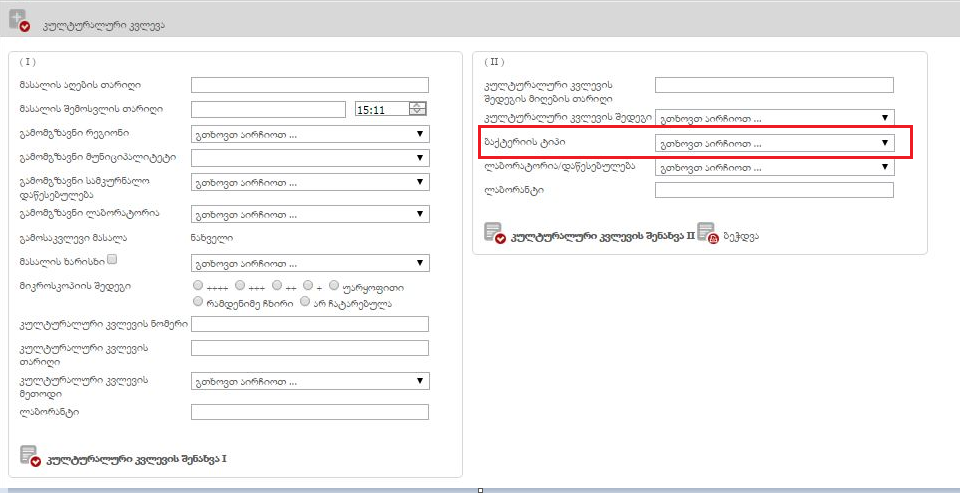 კულტურალური კვლევა
( I )
მასალის აღების თარიღი
მასალის შემოსვლის თარიღი 15:11
გამომგზავნი რეგიონი გთხოვთ აირჩიოთ ...
გამომგზავნი მუნიციპალიტეტი
გამომგზავნი სამკურნალო
დაწესებულება გთხოვთ აირჩიოთ ...
გამომგზავნი ლაბორატორია გთხოვთ აირჩიოთ ...
გამოსაკვლევი მასალა ნახველი
მასალის ხარისხი გთხოვთ აირჩიოთ ...
მიკროსკოპიის შედეგი ++++ +++ ++ + უარყოფითი
რამდენიმე ჩხირი არ ჩატარებულა
კულტურალური კვლევის ნომერი
კულტურალური კვლევის
თარიღი
კულტურალური კვლევის
მეთოდი გთხოვთ აირჩიოთ ...
ლაბორანტი
კულტურალური კვლევის შენახვა I
( II )
კულტურალური კვლევის
შედეგის მიღების თარიღი
კულტურალური კვლევის შედეგი გთხოვთ აირჩიოთ ...
ბაქტერიის ტიპი გთხოვთ აირჩიოთ ...
ლაბორატორია/დაწესებულება გთხოვთ აირჩიოთ ...
ლაბორანტი
კულტურალური კვლევის შენახვა II ბეჭდვა